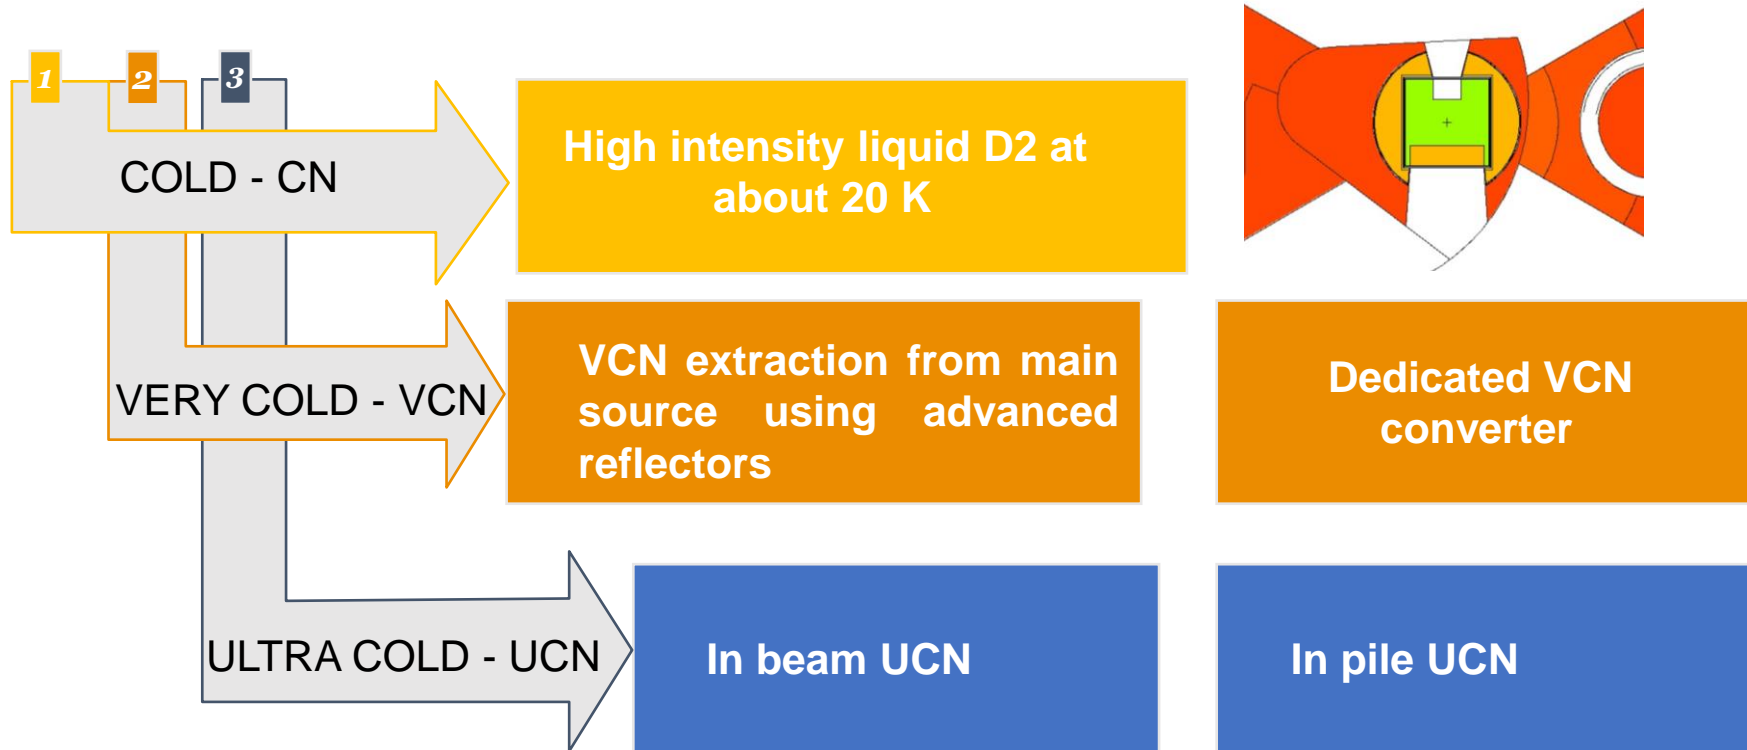 1
2
3
COLD - CN
High intensity liquid D2 at
about 20 K
VERY COLD - VCN
VCN extraction from main
source using advanced
reflectors
Dedicated VCN
converter
ULTRA COLD - UCN
In beam UCN
In pile UCN